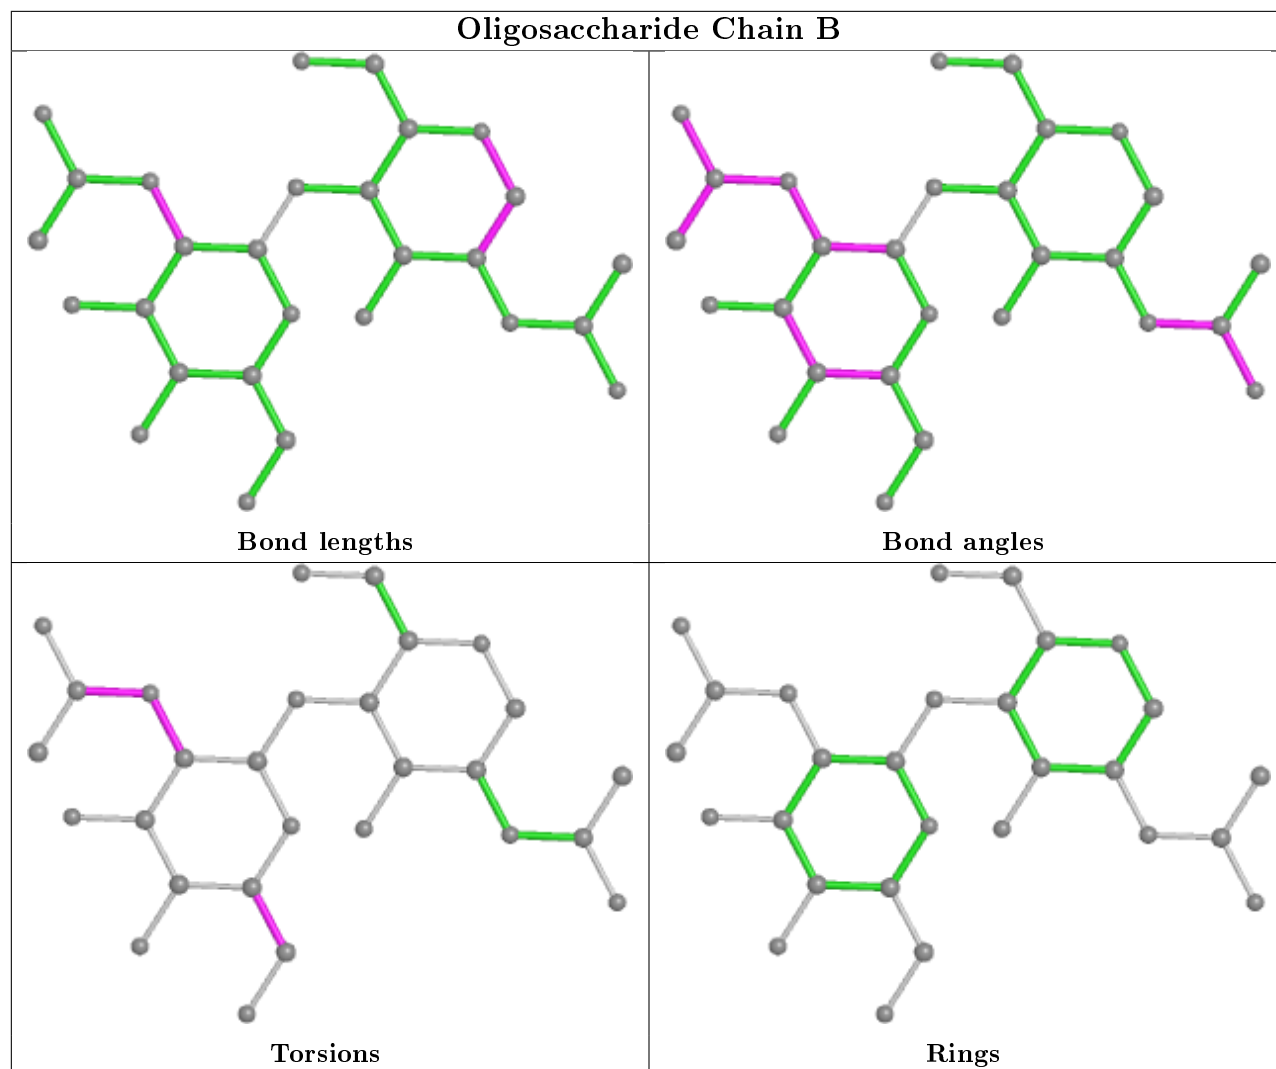 Oligosaccharide Chain B
Bond lengths
Bond angles
Torsions
Rings